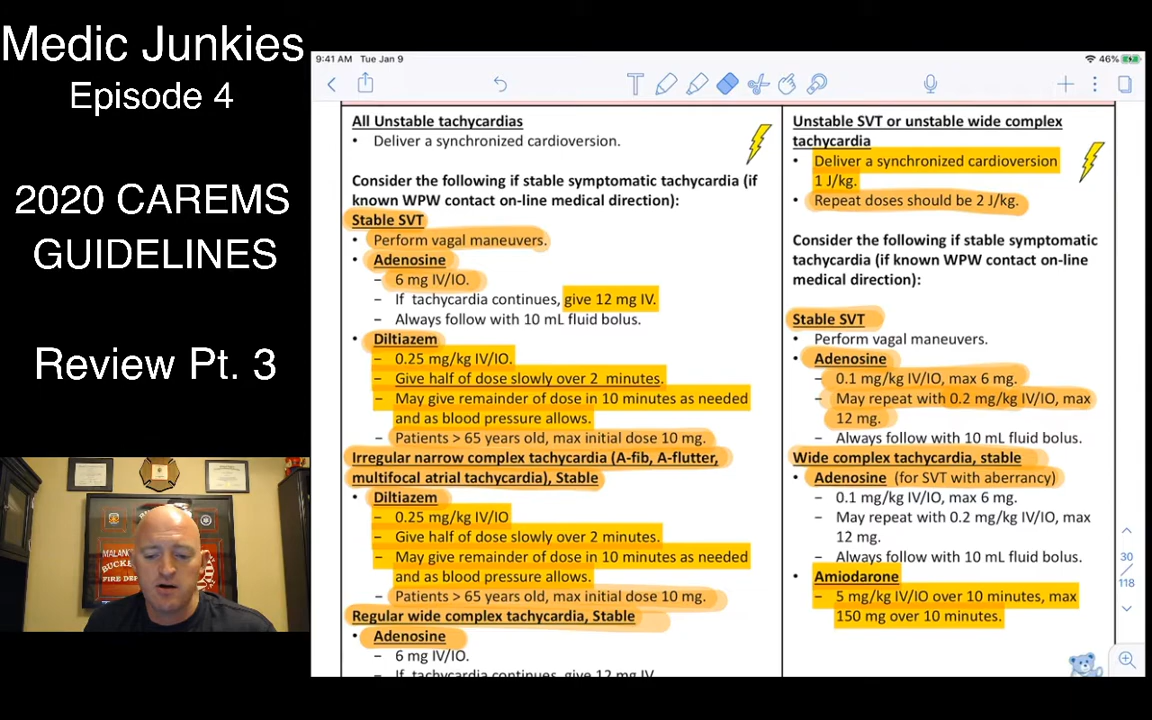 Medic Junkies
Episode 4
2020 CAREMS
GUIDELINES
Review Pt. 3
9:41 AM Tue Jan 9
46%
All Unstable tachycardias
• Deliver a synchronized cardioversion.
Consider the following if stable symptomatic tachycardia (if
known WPW contact on-line medical direction):
Stable SVT
• Perform vagal maneuvers.
• Adenosine
– 6 mg IV/IO.
– If tachycardia continues, give 12 mg IV.
– Always follow with 10 mL fluid bolus.
• Diltiazem
– 0.25 mg/kg IV/IO.
– Give half of dose slowly over 2 minutes.
– May give remainder of dose in 10 minutes as needed
and as blood pressure allows.
– Patients > 65 years old, max initial dose 10 mg.
Irregular narrow complex tachycardia (A-fib, A-flutter,
multifocal atrial tachycardia), Stable
• Diltiazem
– 0.25 mg/kg IV/IO
– Give half of dose slowly over 2 minutes.
– May give remainder of dose in 10 minutes as needed
and as blood pressure allows.
– Patients > 65 years old, max initial dose 10 mg.
Regular wide complex tachycardia, Stable
• Adenosine
– 6 mg IV/IO.
– If tachycardia continues, give 12 mg IV.
Unstable SVT or unstable wide complex
tachycardia
• Deliver a synchronized cardioversion
1 J/kg.
• Repeat doses should be 2 J/kg.
Consider the following if stable symptomatic
tachycardia (if known WPW contact on-line
medical direction):
Stable SVT
• Perform vagal maneuvers.
• Adenosine
– 0.1 mg/kg IV/IO, max 6 mg.
– May repeat with 0.2 mg/kg IV/IO, max
12 mg.
– Always follow with 10 mL fluid bolus.
Wide complex tachycardia, stable
• Adenosine (for SVT with aberrancy)
– 0.1 mg/kg IV/IO, max 6 mg.
– May repeat with 0.2 mg/kg IV/IO, max
12 mg.
– Always follow with 10 mL fluid bolus.
• Amiodarone
– 5 mg/kg IV/IO over 10 minutes, max
150 mg over 10 minutes.
30
/
118
MALANC
BUCKE
FIRE DE